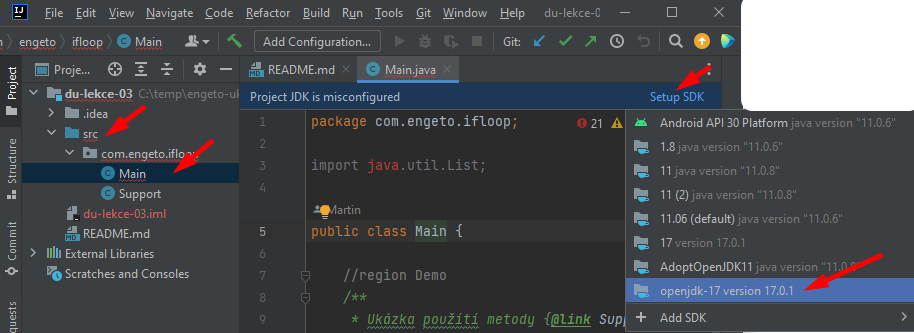 IJ File Edit View Navigate Code Refactor Build Run Tools Git Window Help du-lekce-0
engeto ifloop Main Add Configuration... Git:
Project
Structure
Commit
Proje...
du-lekce-03 C:\temp\engeto-uk
.idea
src
com.engeto.ifloop
Main
Support
du-lekce-03.iml
README.md
External Libraries
Scratches and Consoles
README.md Main.java
Project JDK is misconfigured Setup SDK
1 package com.engeto.ifloop; 21
2
3 import java.util.List;
4
Martin
5 public class Main {
6
7 //region Demo
8 /**
9 * Ukázka použití metody {@link Supp
Android API 30 Platform java version "11.0.6"
1.8 java version "11.0.6"
11 java version "11.0.8"
11 (2) java version "11.0.8"
11.06 (default) java version "11.0.6"
17 version 17.0.1
AdoptOpenJDK11 java version "11.0.8"
openjdk-17 version 17.0.1
Add SDK